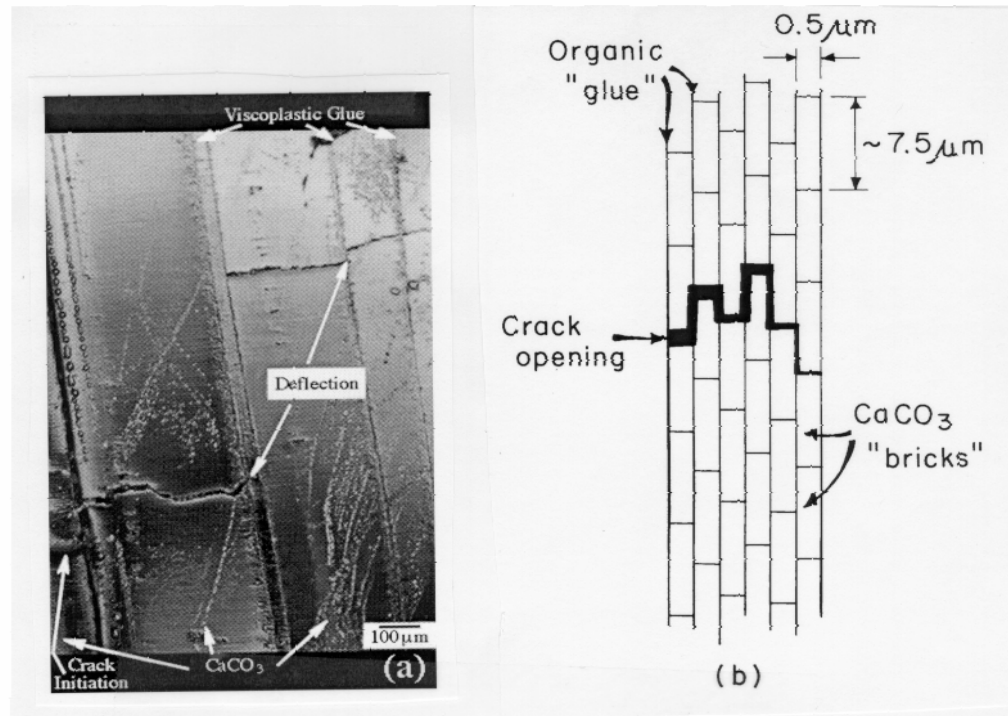 Viscoplastic Glue
Deflection
Crack
Initiation
CaCO3
100μm
(a)
0.5μm
Organic
"glue"
~7.5μm
Crack
opening
CaCO3
"bricks"
(b)